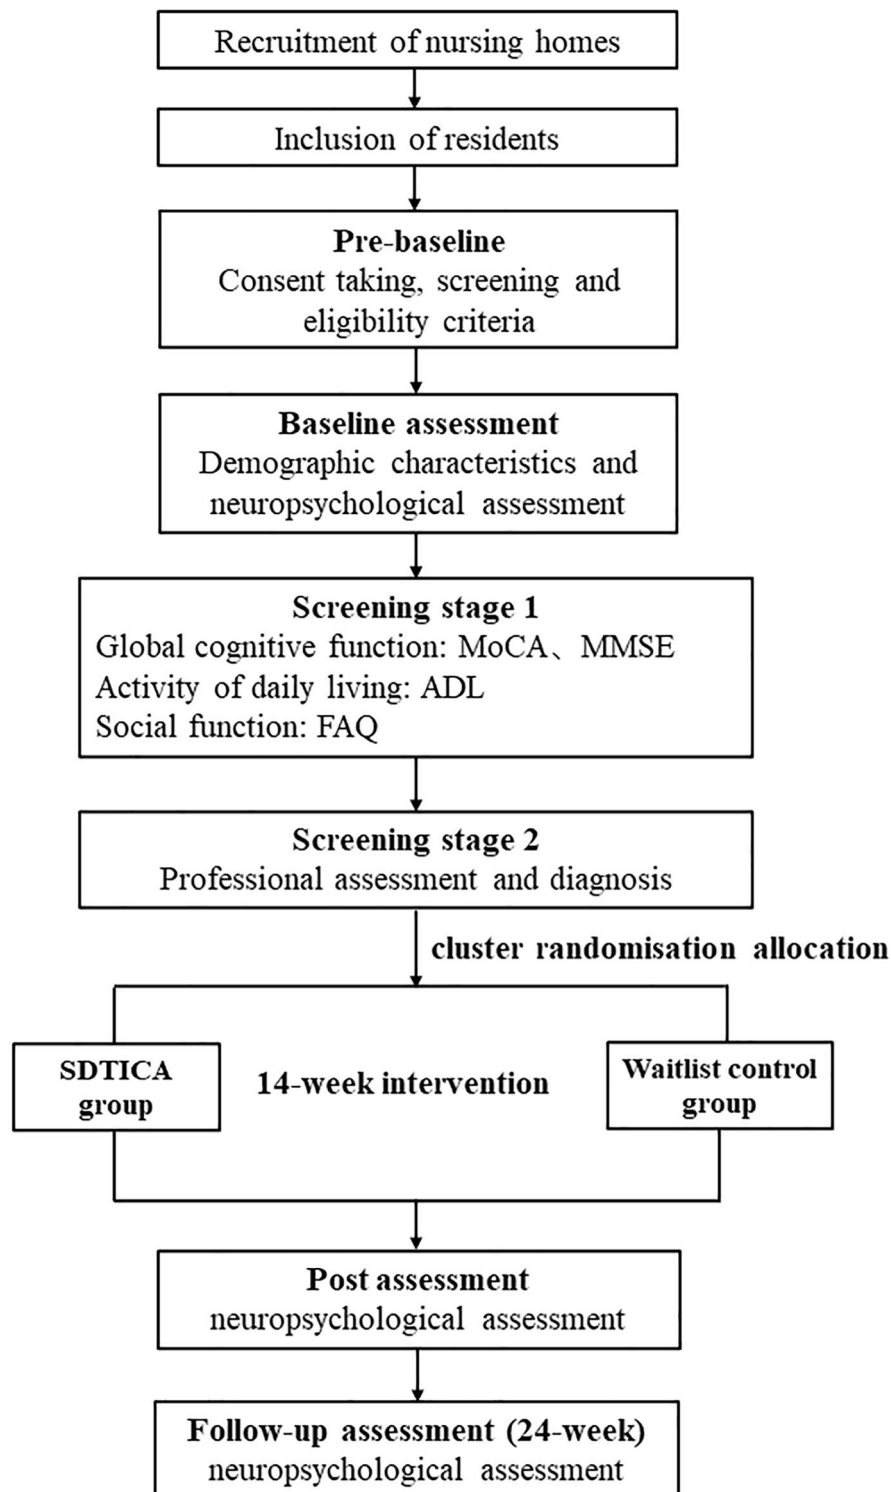 Recruitment of nursing homes
Inclusion of residents
Pre-baseline
Consent taking, screening and
eligibility criteria
Baseline assessment
Demographic characteristics and
neuropsychological assessment
Screening stage 1
Global cognitive function: MoCA、MMSE
Activity of daily living: ADL
Social function: FAQ
Screening stage 2
Professional assessment and diagnosis
cluster randomisation allocation
SDTICA
group
14-week intervention
Waitlist control
group
Post assessment
neuropsychological assessment
Follow-up assessment (24-week)
neuropsychological assessment